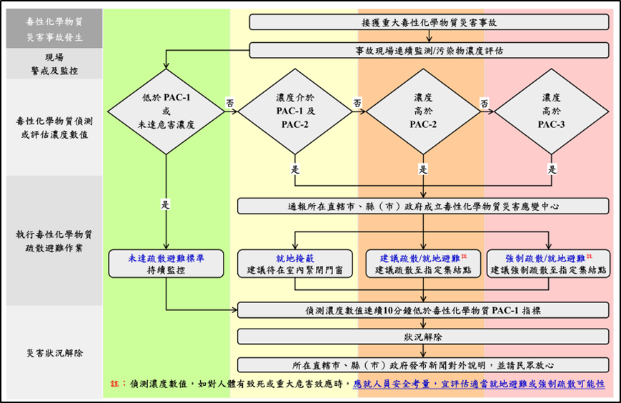 毒性化學物質
災害事故發生
接獲重大毒性化學物質災害事故
現場
警戒及監控
事故現場連續監測/污染物濃度評估
毒性化學物質偵測
或評估濃度數值
低於 PAC-1
或
未達危害濃度
否
濃度介於
PAC-1 及
PAC-2
否
濃度
高於
PAC-2
否
濃度
高於
PAC-3
是
是
是
是
通報所在直轄市、縣（市）政府成立毒性化學物質災害應變中心
執行毒性化學物質
疏散避難作業
未達疏散避難標準
持續監控
就地掩蔽
建議待在室內緊閉門窗
建議疏散/就地避難註
建議疏散至指定集結點
強制疏散/就地避難註
建議強制疏散至指定集結點
偵測濃度數值連續10分鐘低於毒性化學物質 PAC-1 指標
災害狀況解除
狀況解除
所在直轄市、縣（市）政府發布新聞對外說明，並請民眾放心
註：偵測濃度數值，如對人體有致死或重大危害效應時，應就人員安全考量，宜評估適當就地避難或強制疏散可能性